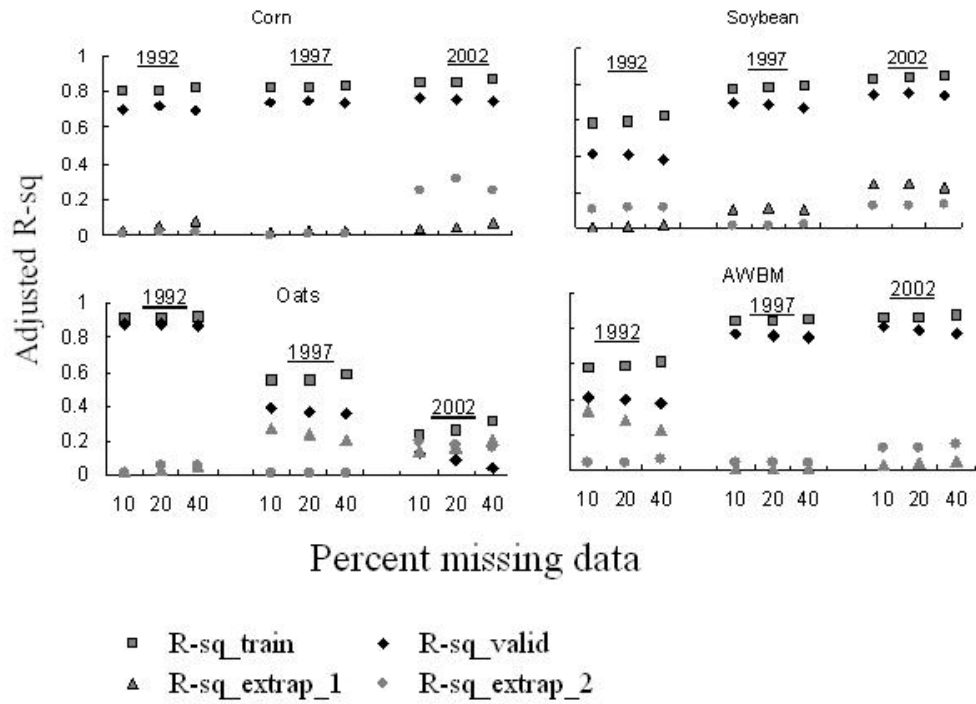 Corn
Soybean
1
0.8
0.6
0.4
0.2
0
1992
1997
2002
1992
1997
2002
Adjusted R-sq
Oats
AWBM
1
0.8
0.6
0.4
0.2
0
1992
1997
2002
1992
1997
2002
10 20 40 10 20 40 10 20 40
10 20 40 10 20 40 10 20 40
Percent missing data
R-sq_train
R-sq_valid
R-sq_extrap_1
R-sq_extrap_2